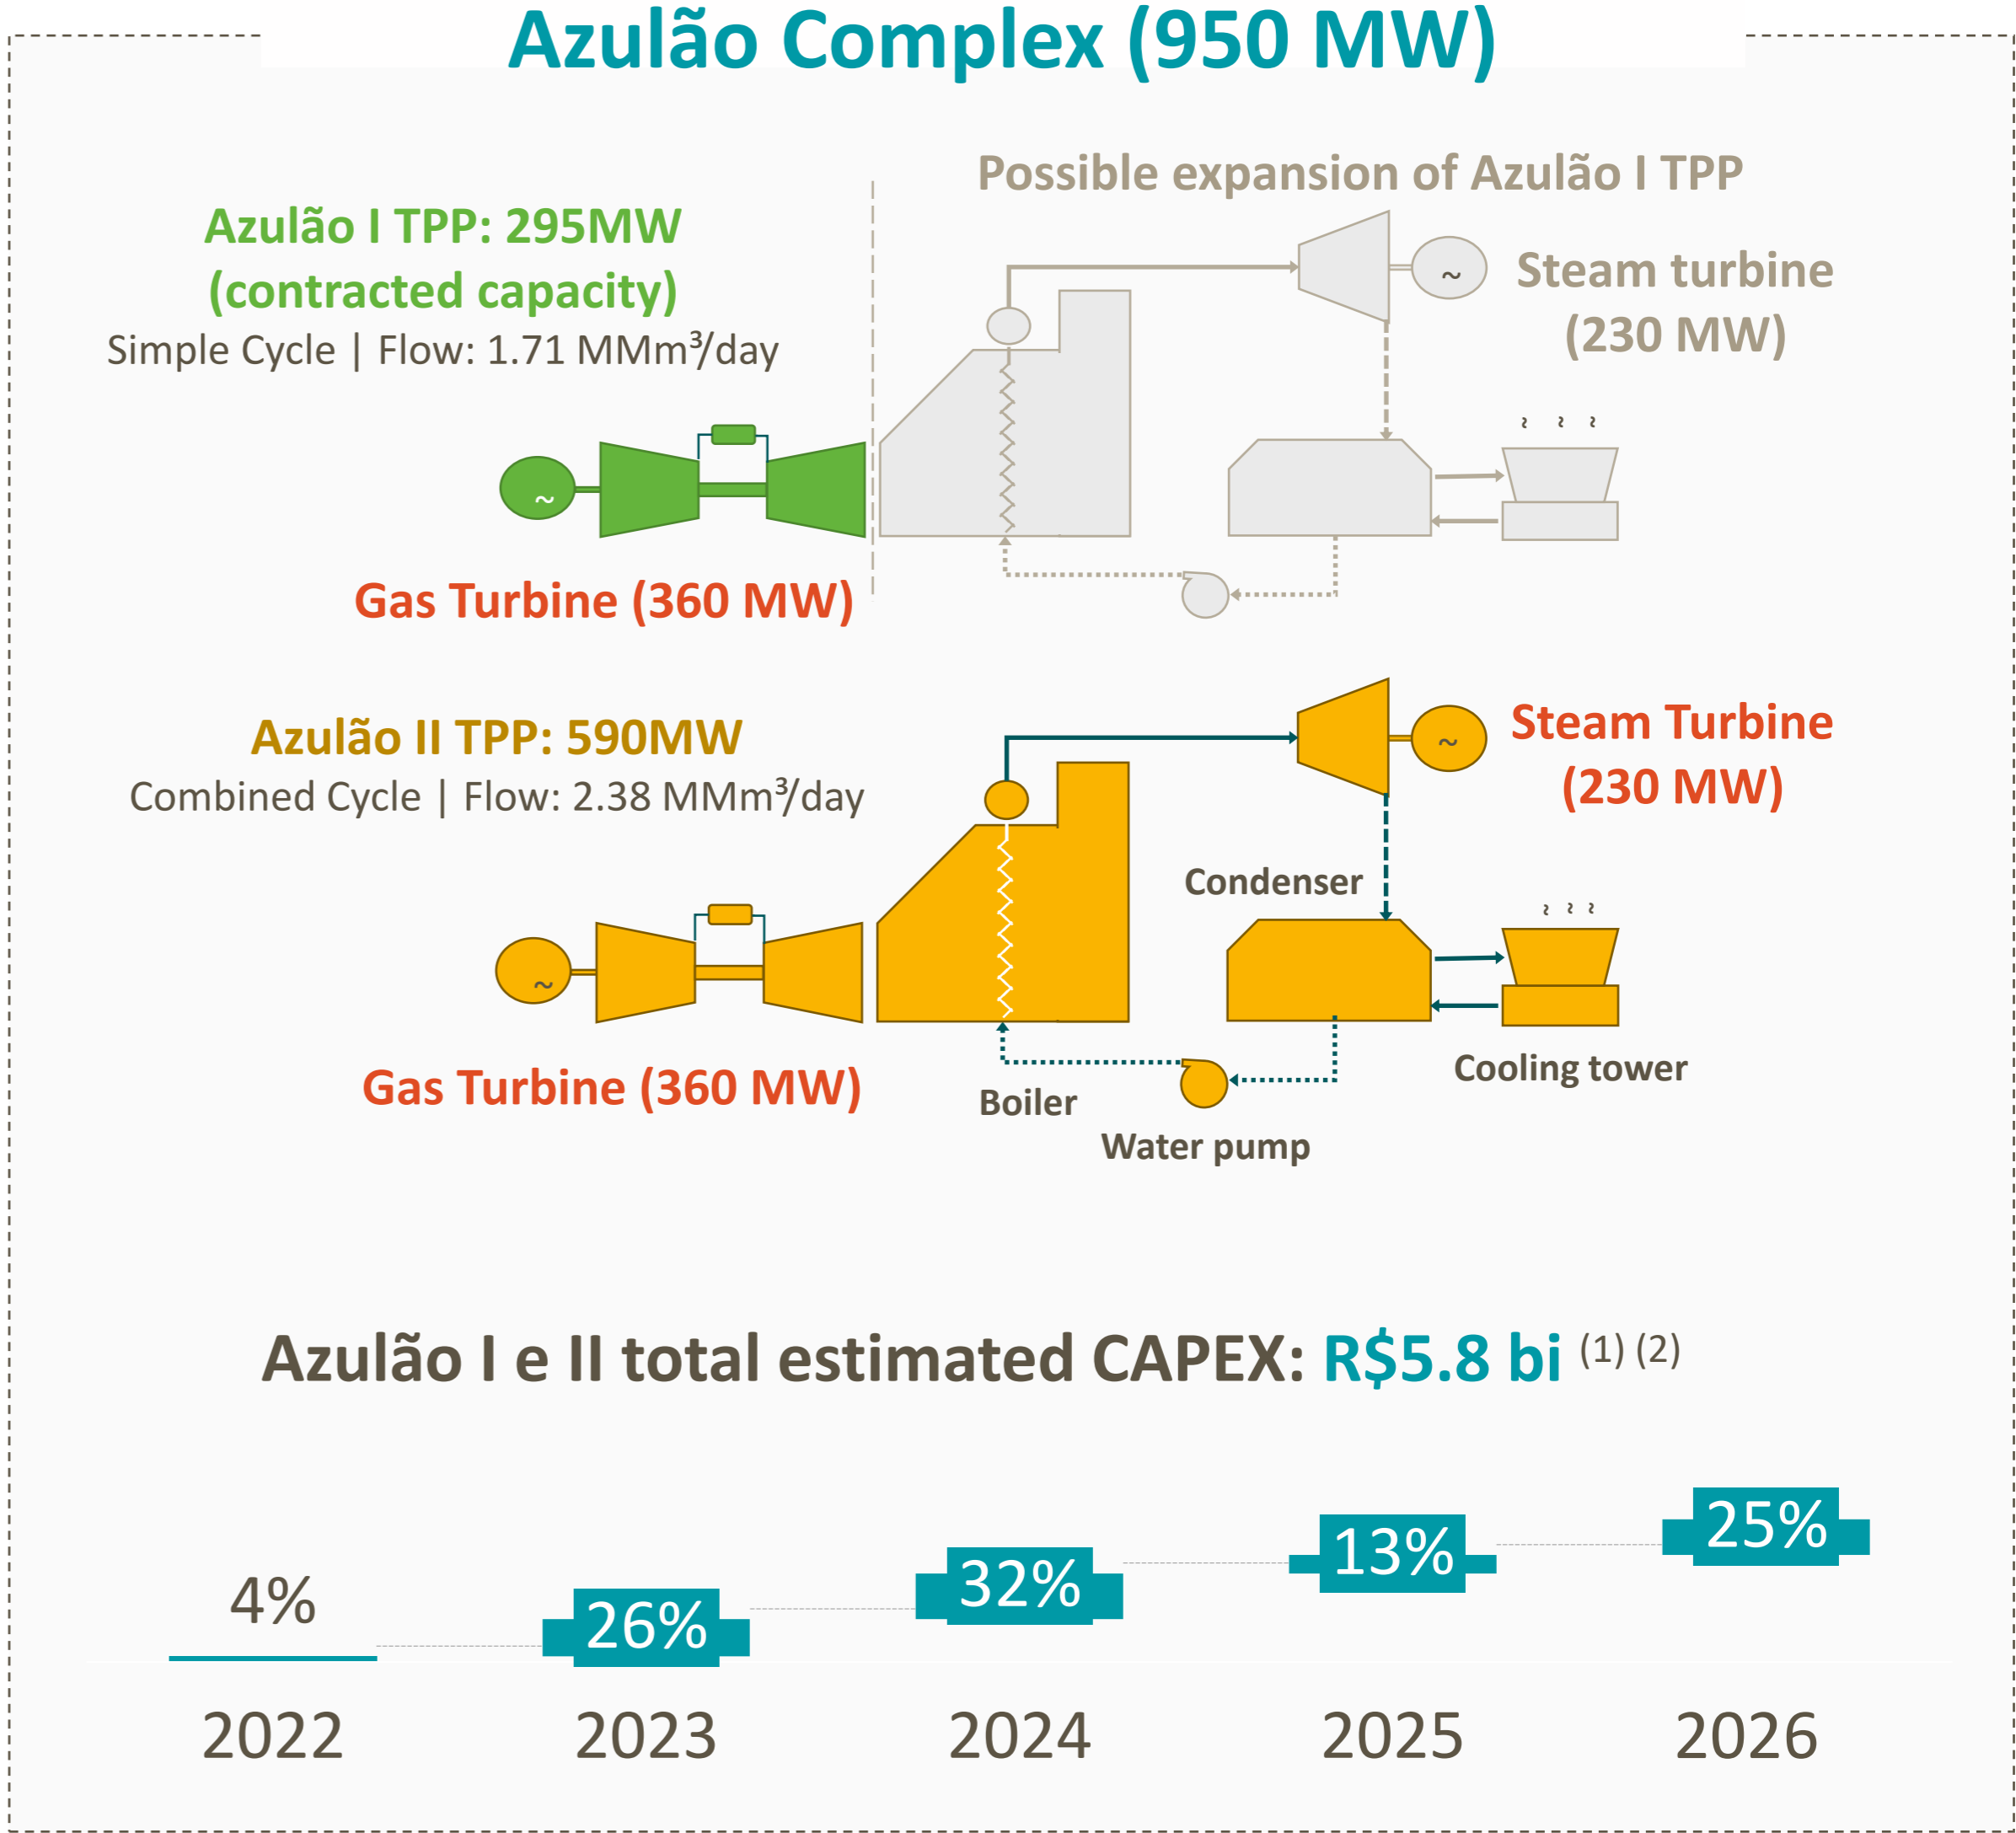 Azulão Complex (950 MW)
Possible expansion of Azulão I TPP
Azulão I TPP: 295MW
(contracted capacity)
Simple Cycle | Flow: 1.71 MMm³/day
Steam turbine
(230 MW)
~
~
Gas Turbine (360 MW)
Azulão II TPP: 590MW
Combined Cycle | Flow: 2.38 MMm³/day
Steam Turbine
(230 MW)
~
Condenser
~
Gas Turbine (360 MW)
Boiler
Water pump
Cooling tower
Azulão I e II total estimated CAPEX: R$5.8 bi (1) (2)
4%
26%
32%
13%
25%
2022
2023
2024
2025
2026